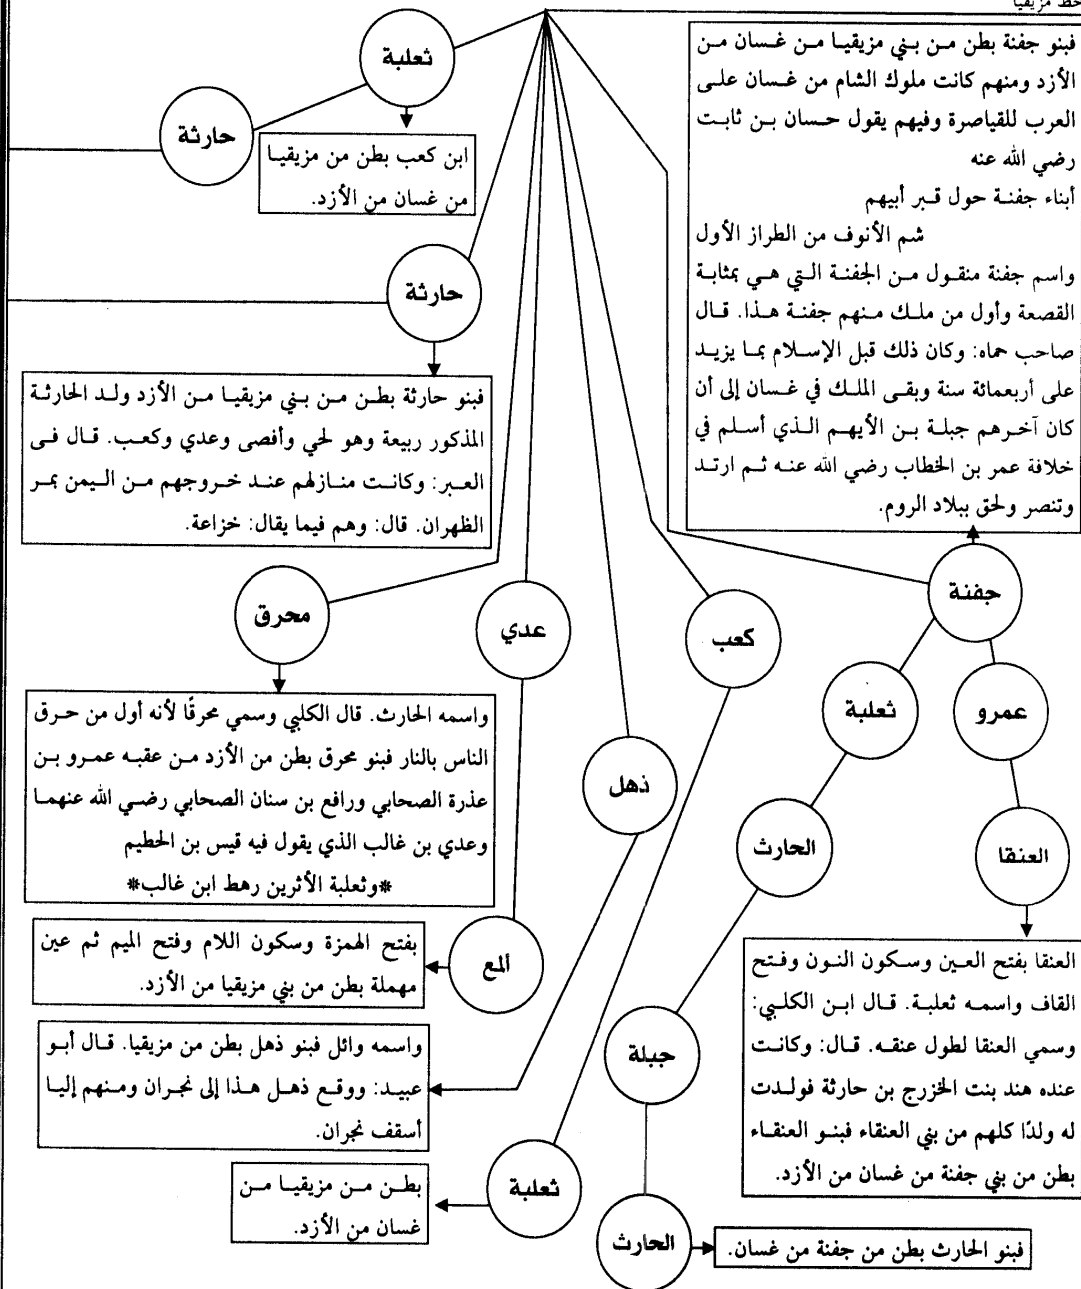 خط مزيقيا
فبنو جفنة بطن من بني مزيقيا من غسان من
الأزد ومنهم كانت ملوك الشام من غسان على
العرب للقياصرة وفيهم يقول حسان بن ثابت
رضي الله عنه
أبناء جفنة حول قبر أبيهم
شم الأنوف من الطراز الأول
واسم جفنة منقول من الجفنة التي هي بمثابة
القصعة وأول من ملك منهم جفنة هذا. قال
صاحب حماه: وكان ذلك قبل الإسلام بما يزيد
على أربعمائة سنة وبقى الملك في غسان إلى أن
كان آخرهم جبلة بن الأيهم الذي أسلم في
خلافة عمر بن الخطاب رضي الله عنه ثم ارتد
وتنصر ولحق ببلاد الروم.
ثعلبة
حارثة
ابن كعب بطن من مزيقيا
من غسان من الأزد.
حارثة
فبنو حارثة بطن من بني مزيقيا من الأزد ولد الحارثة
المذكور ربيعة وهو لحي وأفصى وعدي وكعب. قال فى
العبر: وكانت منازلهم عند خروجهم من اليمن بمر
الظهران. قال: وهم فيما يقال: خزاعة.
جفنة
كعب
عدي
محرق
عمرو
ثعلبة
واسمه الحارث. قال الكلبي وسمي محرقًا لأنه أول من حرق
الناس بالنار فبنو محرق بطن من الأزد من عقبه عمرو بن
عذرة الصحابي ورافع بن سنان الصحابي رضي الله عنهما
وعدي بن غالب الذي يقول فيه قيس بن الخطيم
*وثعلبة الأثرين رهط ابن غالب*
ذهل
العنقا
الحارث
ألمع
بفتح الهمزة وسكون اللام وفتح الميم ثم عين
مهملة بطن من بني مزيقيا من الأزد.
العنقا بفتح العين وسكون النون وفتح
القاف واسمه ثعلبة. قال ابن الكلبي:
وسمي العنقا لطول عنقه. قال: وكانت
عنده هند بنت الخزرج بن حارثة فولدت
له ولدًا كلهم من بني العنقاء فبنو العنقاء
بطن من بني جفنة من غسان من الأزد.
جبلة
واسمه وائل فبنو ذهل بطن من مزيقيا. قال أبو
عبيد: ووقع ذهل هذا إلى نجران ومنهم إليا
أسقف نجران.
ثعلبة
بطن من مزيقيا من
غسان من الأزد.
الحارث
فبنو الحارث بطن من جفنة من غسان.